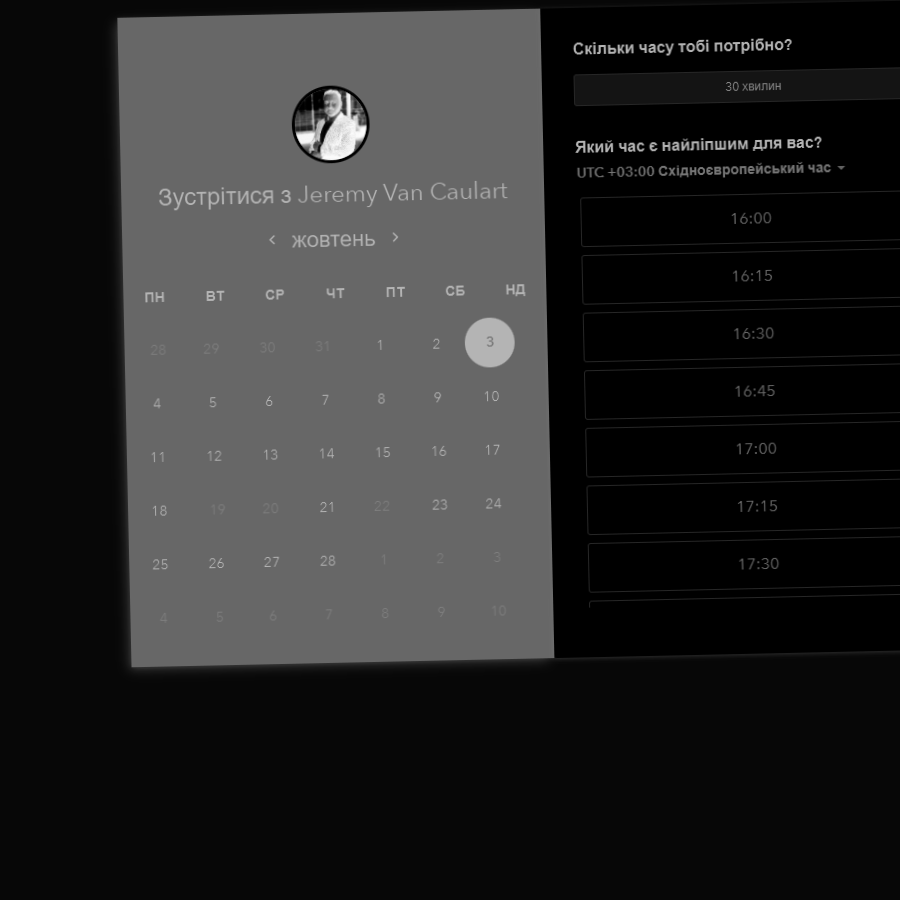 Зустрітися з Jeremy Van Caulart
жовтень
ПН ВТ СР ЧТ ПТ СБ НД
28 29 30 31 1 2 3
4 5 6 7 8 9 10
11 12 13 14 15 16 17
18 19 20 21 22 23 24
25 26 27 28 1 2 3
4 5 6 7 8 9 10
Скільки часу тобі потрібно?
30 хвилин
Який час є найліпшим для вас?
UTC +03:00 Східноєвропейський час
16:00
16:15
16:30
16:45
17:00
17:15
17:30